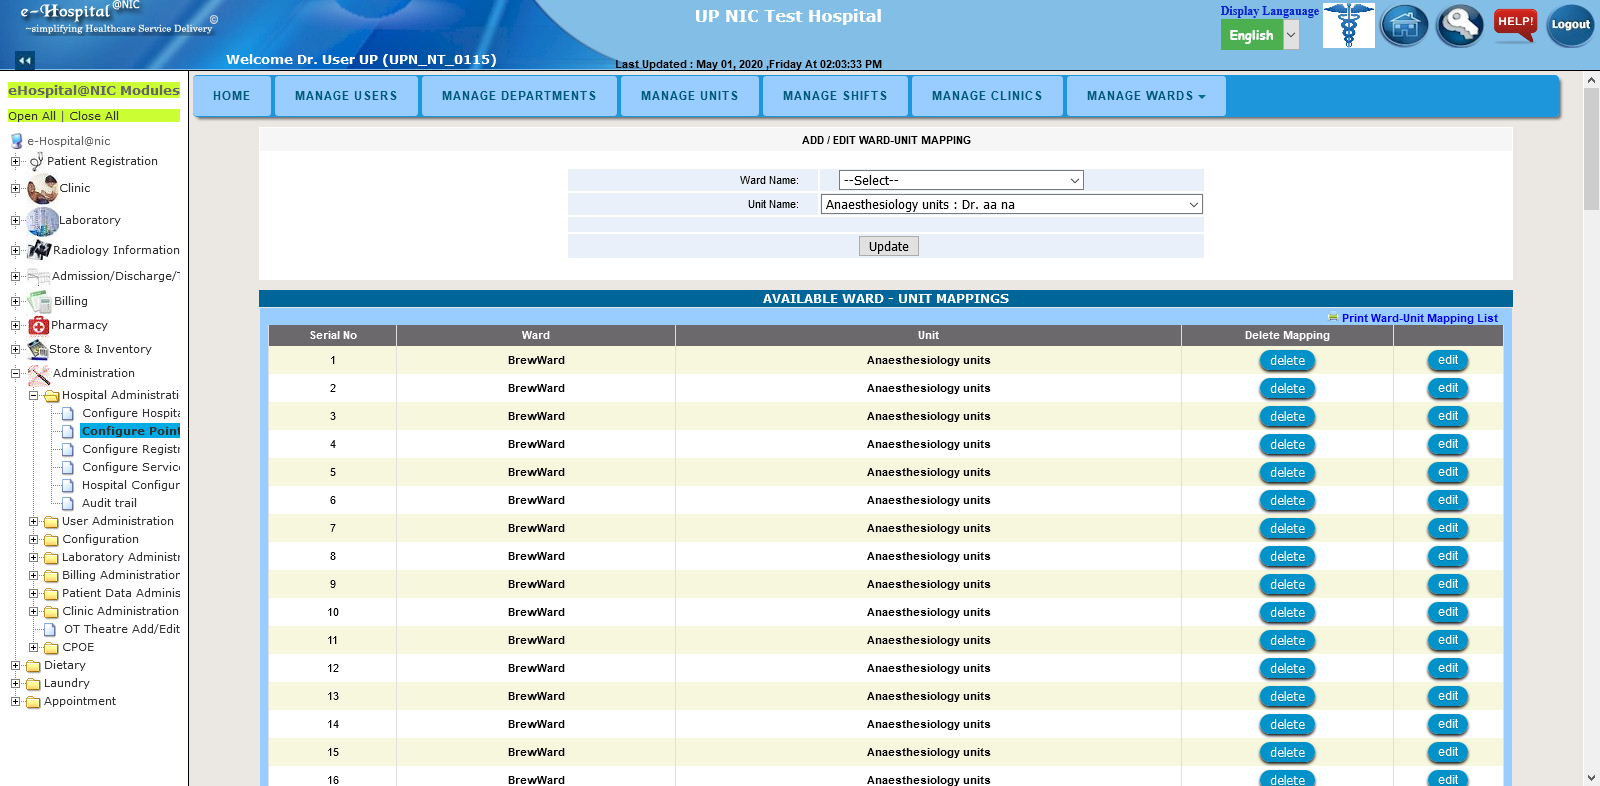 e-Hospital @NIC
~simplifying Healthcare Service Delivery ©
UP NIC Test Hospital
Display Langauage
English
HELP!
Logout
Welcome Dr. User UP (UPN_NT_0115)
Last Updated : May 01, 2020 ,Friday At 02:03:33 PM
eHospital@NIC Modules
Open All | Close All
e-Hospital@nic
Patient Registration
Clinic
Laboratory
Radiology Information
Admission/Discharge/T
Billing
Pharmacy
Store & Inventory
Administration
Hospital Administrati
Configure Hospita
Configure Point
Configure Registr
Configure Service
Hospital Configur
Audit trail
User Administration
Configuration
Laboratory Administr
Billing Administration
Patient Data Adminis
Clinic Administration
OT Theatre Add/Edit
CPOE
Dietary
Laundry
Appointment
HOME MANAGE USERS MANAGE DEPARTMENTS MANAGE UNITS MANAGE SHIFTS MANAGE CLINICS MANAGE WARDS
ADD / EDIT WARD-UNIT MAPPING
Ward Name: --Select--
Unit Name: Anaesthesiology units : Dr. aa na
Update
AVAILABLE WARD - UNIT MAPPINGS
Print Ward-Unit Mapping List
Serial No Ward Unit Delete Mapping
1 BrewWard Anaesthesiology units delete edit
2 BrewWard Anaesthesiology units delete edit
3 BrewWard Anaesthesiology units delete edit
4 BrewWard Anaesthesiology units delete edit
5 BrewWard Anaesthesiology units delete edit
6 BrewWard Anaesthesiology units delete edit
7 BrewWard Anaesthesiology units delete edit
8 BrewWard Anaesthesiology units delete edit
9 BrewWard Anaesthesiology units delete edit
10 BrewWard Anaesthesiology units delete edit
11 BrewWard Anaesthesiology units delete edit
12 BrewWard Anaesthesiology units delete edit
13 BrewWard Anaesthesiology units delete edit
14 BrewWard Anaesthesiology units delete edit
15 BrewWard Anaesthesiology units delete edit
16 BrewWard Anaesthesiology units delete edit